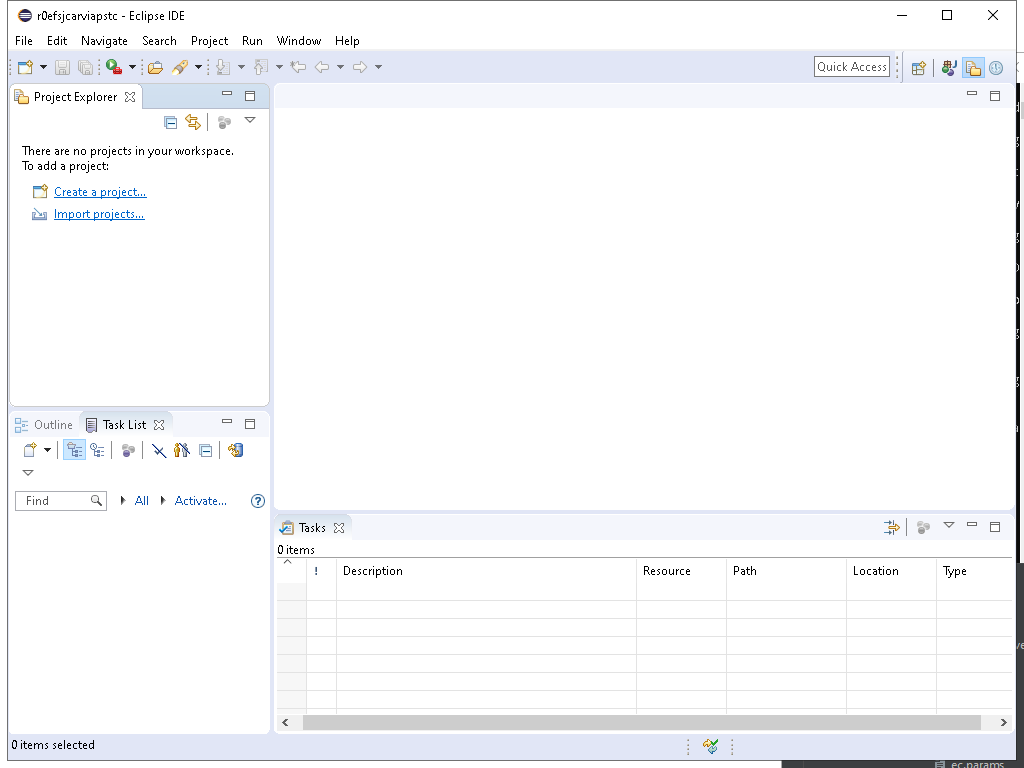 r0efsjcarviapstc - Eclipse IDE
File Edit Navigate Search Project Run Window Help
Quick Access
Project Explorer
There are no projects in your workspace.
To add a project:
Create a project...
Import projects...
Outline Task List
Find All Activate...
Tasks
0 items
! Description Resource Path Location Type
0 items selected
ec.params